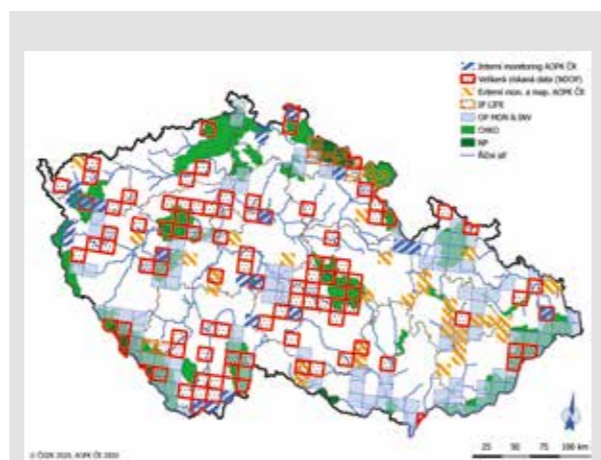 Interní monitoring AOPK ČR
Veškerá získaná data (NDOP)
Externí mon. a map. AOPK ČR
IP LIFE
OP MON & INV
CHKO
NP
Říční síť
25 50 75 100 km
© ČÚZK 2020, AOPK ČR 2020